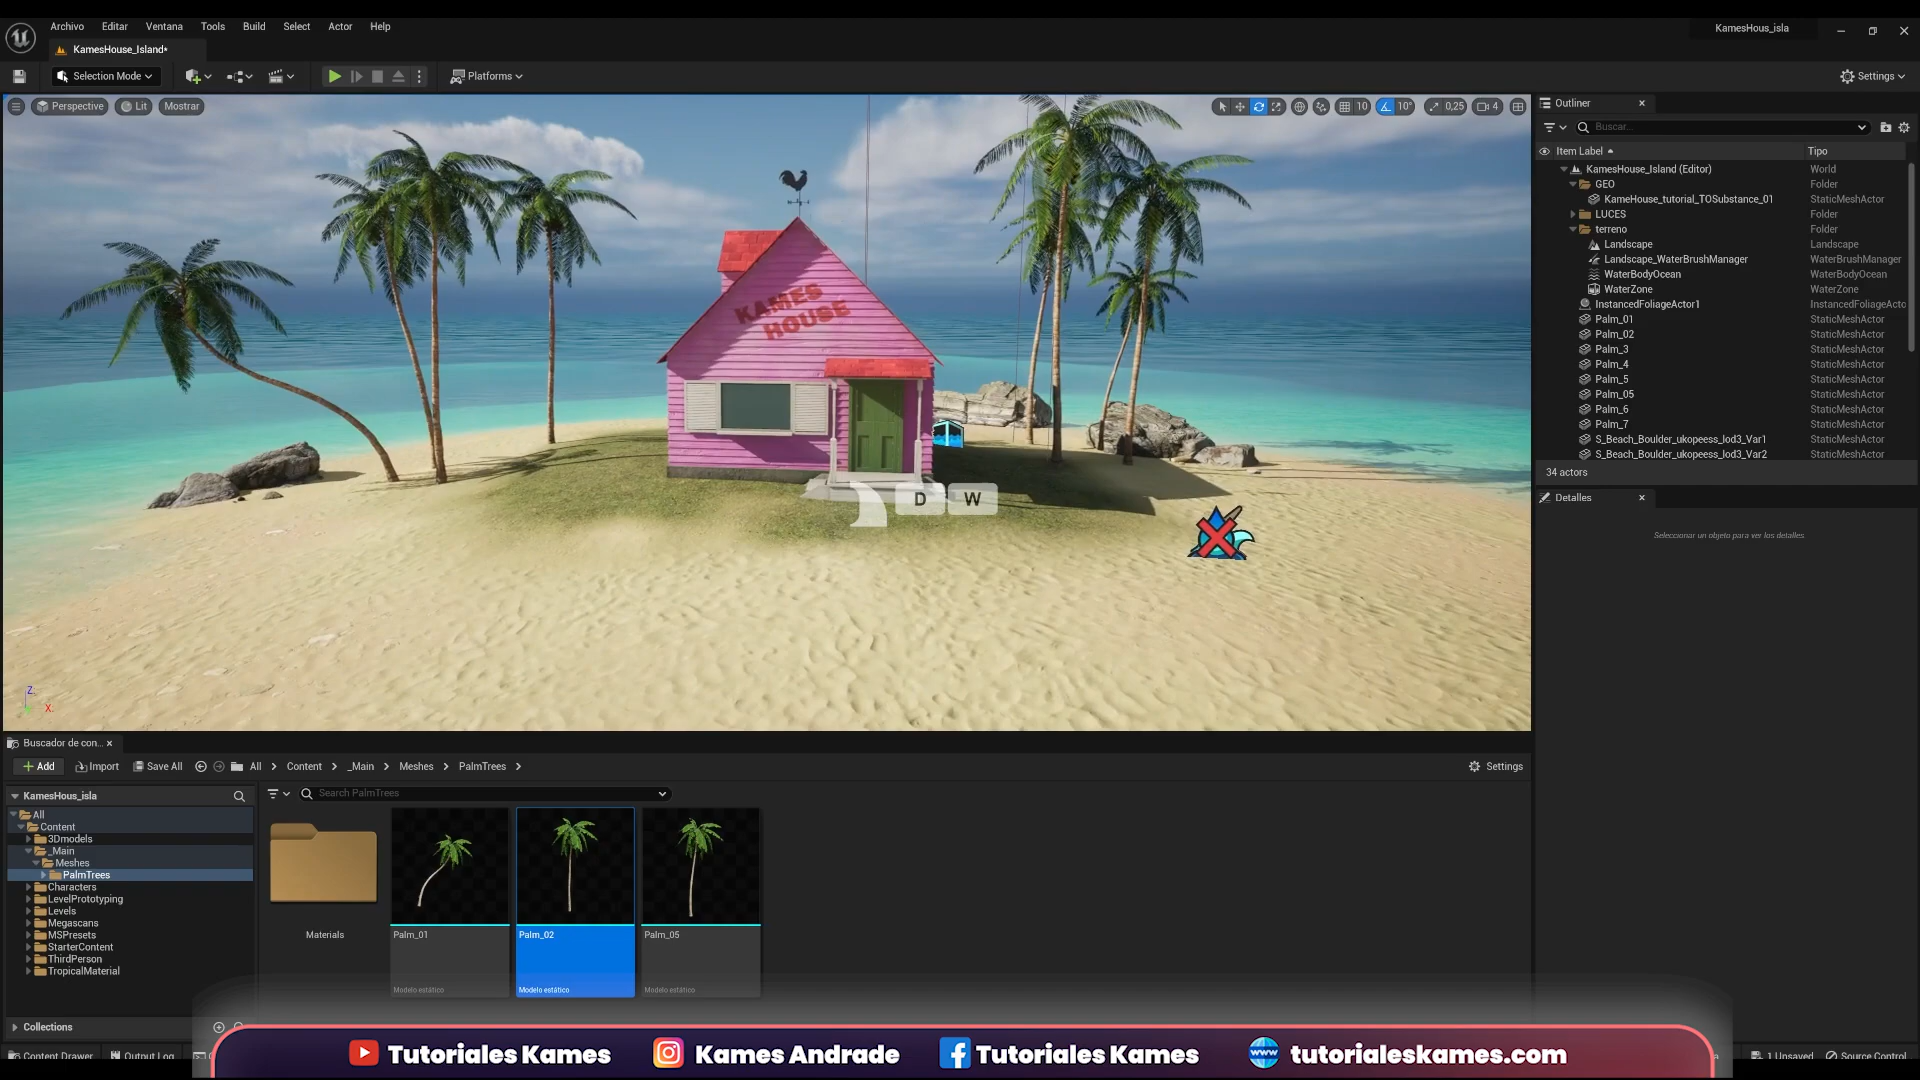 Archivo Editar Ventana Tools Build Select Actor Help
KamesHous_isla
KamesHouse_Island*
Selection Mode
Platforms
Settings
Perspective Lit Mostrar
10 10° 0,25 4
KAMES
HOUSE
D W
Z
X
Outliner
Buscar...
Item Label Tipo
KamesHouse_Island (Editor) World
GEO Folder
KameHouse_tutorial_TOSubstance_01 StaticMeshActor
LUCES Folder
terreno Folder
Landscape Landscape
Landscape_WaterBrushManager WaterBrushManager
WaterBodyOcean WaterBodyOcean
WaterZone WaterZone
InstancedFoliageActor1 InstancedFoliageActo
Palm_01 StaticMeshActor
Palm_02 StaticMeshActor
Palm_3 StaticMeshActor
Palm_4 StaticMeshActor
Palm_5 StaticMeshActor
Palm_05 StaticMeshActor
Palm_6 StaticMeshActor
Palm_7 StaticMeshActor
S_Beach_Boulder_ukopeess_lod3_Var1 StaticMeshActor
S_Beach_Boulder_ukopeess_lod3_Var2 StaticMeshActor
34 actors
Detalles
Seleccionar un objeto para ver los detalles
Buscador de con...
Add Import Save All All > Content > _Main > Meshes > PalmTrees >
Settings
KamesHous_isla
Search PalmTrees
All
Content
3Dmodels
_Main
Meshes
PalmTrees
Characters
LevelPrototyping
Levels
Megascans
MSPresets
StarterContent
ThirdPerson
TropicalMaterial
Materials
Palm_01
Modelo estático
Palm_02
Modelo estático
Palm_05
Modelo estático
Collections
Content Drawer Output Log
1 Unsaved Source Control
Tutoriales Kames Kames Andrade Tutoriales Kames www tutorialeskames.com